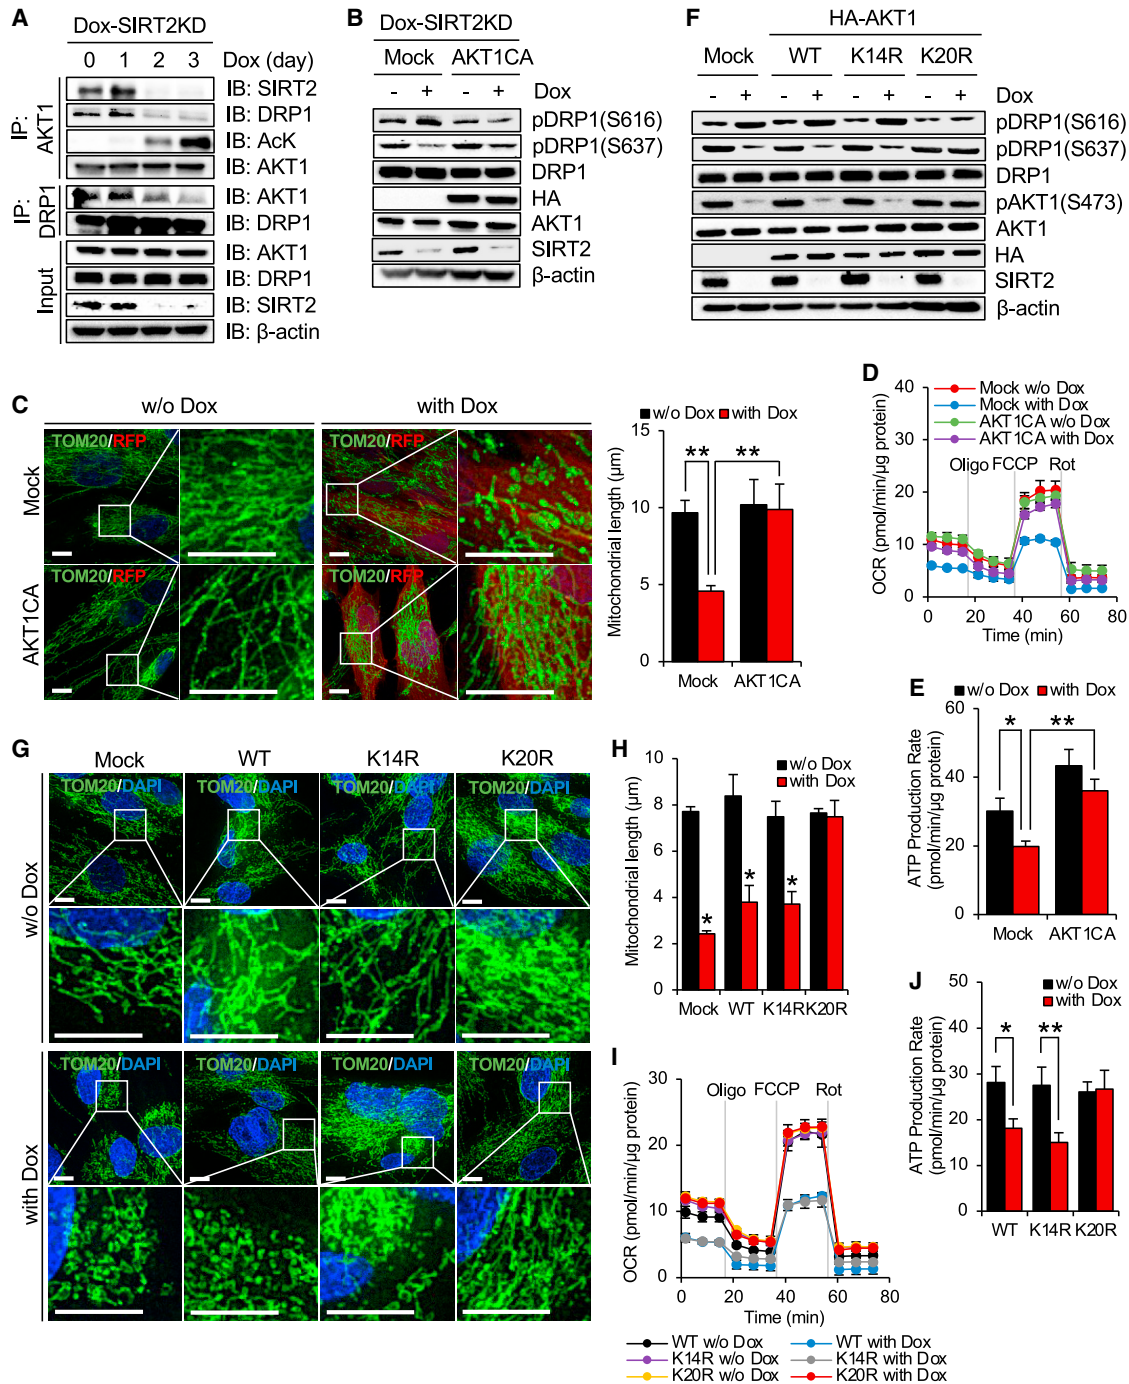 A
Dox-SIRT2KD
0 1 2 3 Dox (day)
IP: AKT1
IB: SIRT2
IB: DRP1
IB: AcK
IB: AKT1
IP: DRP1
IB: AKT1
IB: DRP1
Input
IB: AKT1
IB: DRP1
IB: SIRT2
IB: β-actin
B
Dox-SIRT2KD
Mock AKT1CA
- + - + Dox
pDRP1(S616)
pDRP1(S637)
DRP1
HA
AKT1
SIRT2
β-actin
F
HA-AKT1
Mock WT K14R K20R
- + - + - + - + Dox
pDRP1(S616)
pDRP1(S637)
DRP1
pAKT1(S473)
AKT1
HA
SIRT2
β-actin
C
w/o Dox with Dox
Mock
TOM20/RFP TOM20/RFP
AKT1CA
TOM20/RFP TOM20/RFP
w/o Dox with Dox
Mitochondrial length (μm)
15
10
5
0
** **
Mock AKT1CA
D
OCR (pmol/min/μg protein)
40
30
20
10
0
Mock w/o Dox
Mock with Dox
AKT1CA w/o Dox
AKT1CA with Dox
Oligo FCCP Rot
0 20 40 60 80
Time (min)
E
w/o Dox with Dox
ATP Production Rate
(pmol/min/μg protein)
60
40
20
0
* **
Mock AKT1CA
G
Mock WT K14R K20R
w/o Dox
TOM20/DAPI TOM20/DAPI TOM20/DAPI TOM20/DAPI
with Dox
TOM20/DAPI TOM20/DAPI TOM20/DAPI TOM20/DAPI
H
w/o Dox
with Dox
Mitochondrial length (μm)
8
6
4
2
0
* * *
Mock WT K14R K20R
I
OCR (pmol/min/μg protein)
30
20
10
0
Oligo FCCP Rot
0 20 40 60 80
Time (min)
WT w/o Dox WT with Dox
K14R w/o Dox K14R with Dox
K20R w/o Dox K20R with Dox
J
w/o Dox
with Dox
ATP Production Rate
(pmol/min/μg protein)
50
40
30
20
10
0
* **
WT K14R K20R